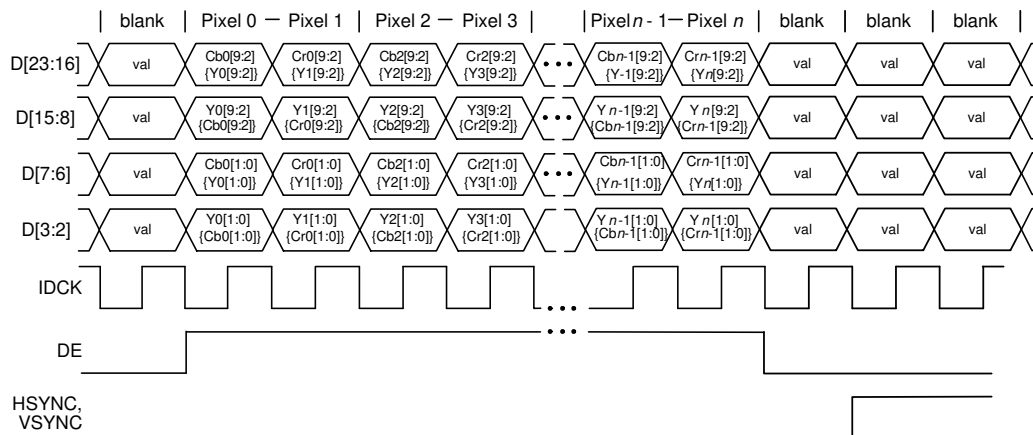 blank Pixel 0 — Pixel 1 Pixel 2 — Pixel 3 Pixel n - 1 — Pixel n blank blank blank
D[23:16] val Cb0[9:2] Cr0[9:2] Cb2[9:2] Cr2[9:2] • • • Cbn-1[9:2] Crn-1[9:2] val val val
{Y0[9:2]} {Y1[9:2]} {Y2[9:2]} {Y3[9:2]} {Y-1[9:2]} {Yn[9:2]}
D[15:8] val Y0[9:2] Y1[9:2] Y2[9:2] Y3[9:2] • • • Y n-1[9:2] Y n[9:2] val val val
{Cb0[9:2]} {Cr0[9:2]} {Cb2[9:2]} {Cr2[9:2]} {Cbn-1[9:2]} {Crn-1[9:2]}
D[7:6] val Cb0[1:0] Cr0[1:0] Cb2[1:0] Cr2[1:0] • • • Cbn-1[1:0] Crn-1[1:0] val val val
{Y0[1:0]} {Y1[1:0]} {Y2[1:0]} {Y3[1:0]} {Yn-1[1:0]} {Yn[1:0]}
D[3:2] val Y0[1:0] Y1[1:0] Y2[1:0] Y3[1:0] Y n-1[1:0] Y n[1:0] val val val
{Cb0[1:0]} {Cr0[1:0]} {Cb2[1:0]} {Cr2[1:0]} {Cbn-1[1:0]} {Crn-1[1:0]}
IDCK • • •
DE • • •
HSYNC,
VSYNC